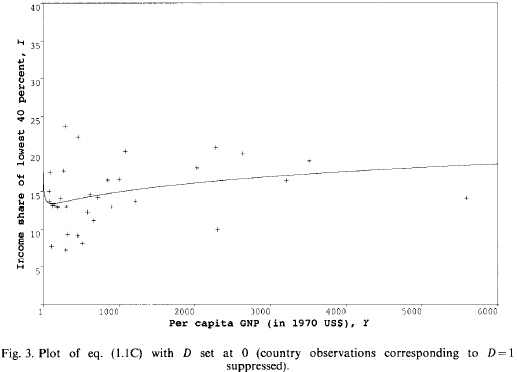 40
35
30
25
20
15
10
5
Income share of lowest 40 percent, I
1 1000 2000 3000 4000 5000 6000
Per capita GNP (in 1970 US$), Y
Fig. 3. Plot of eq. (1.1C) with D set at 0 (country observations corresponding to D=1
suppressed).